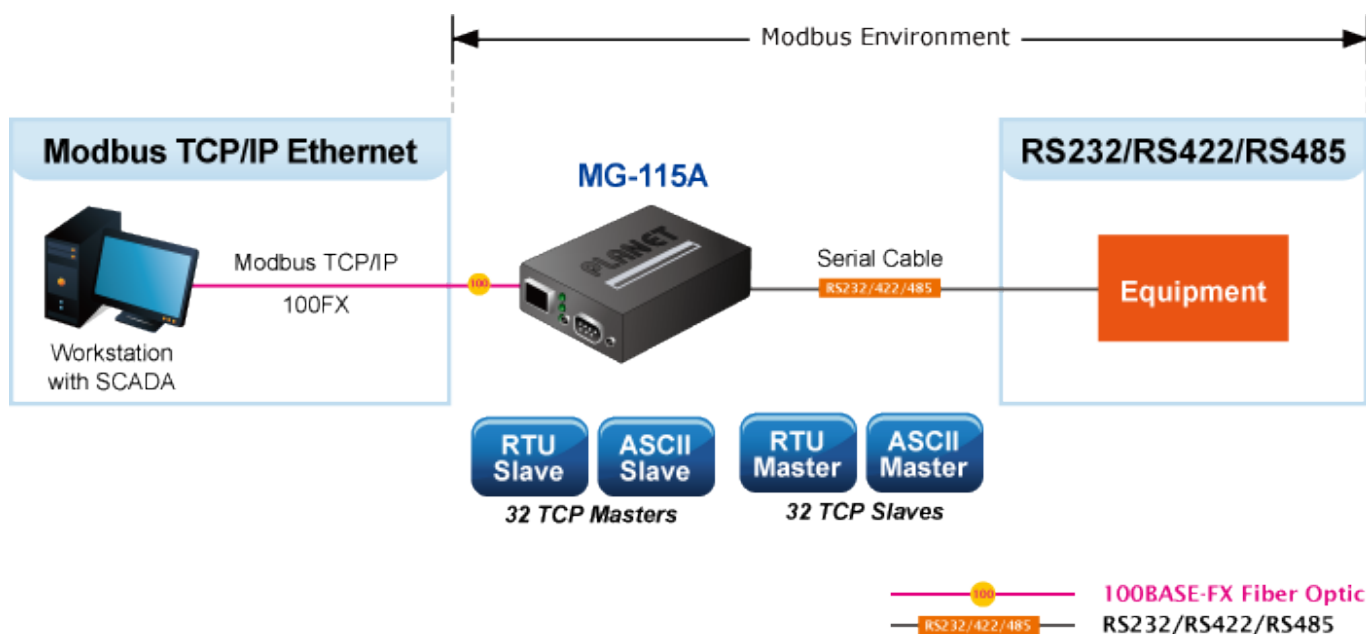 Modbus Environment
Modbus TCP/IP Ethernet
RS232/RS422/RS485
MG-115A
PLANET
Modbus TCP/IP
100FX
100
Serial Cable
RS232/422/485
Equipment
Workstation
with SCADA
RTU
Slave
ASCII
Slave
RTU
Master
ASCII
Master
32 TCP Masters
32 TCP Slaves
100
100BASE-FX Fiber Optic
RS232/422/485
RS232/RS422/RS485